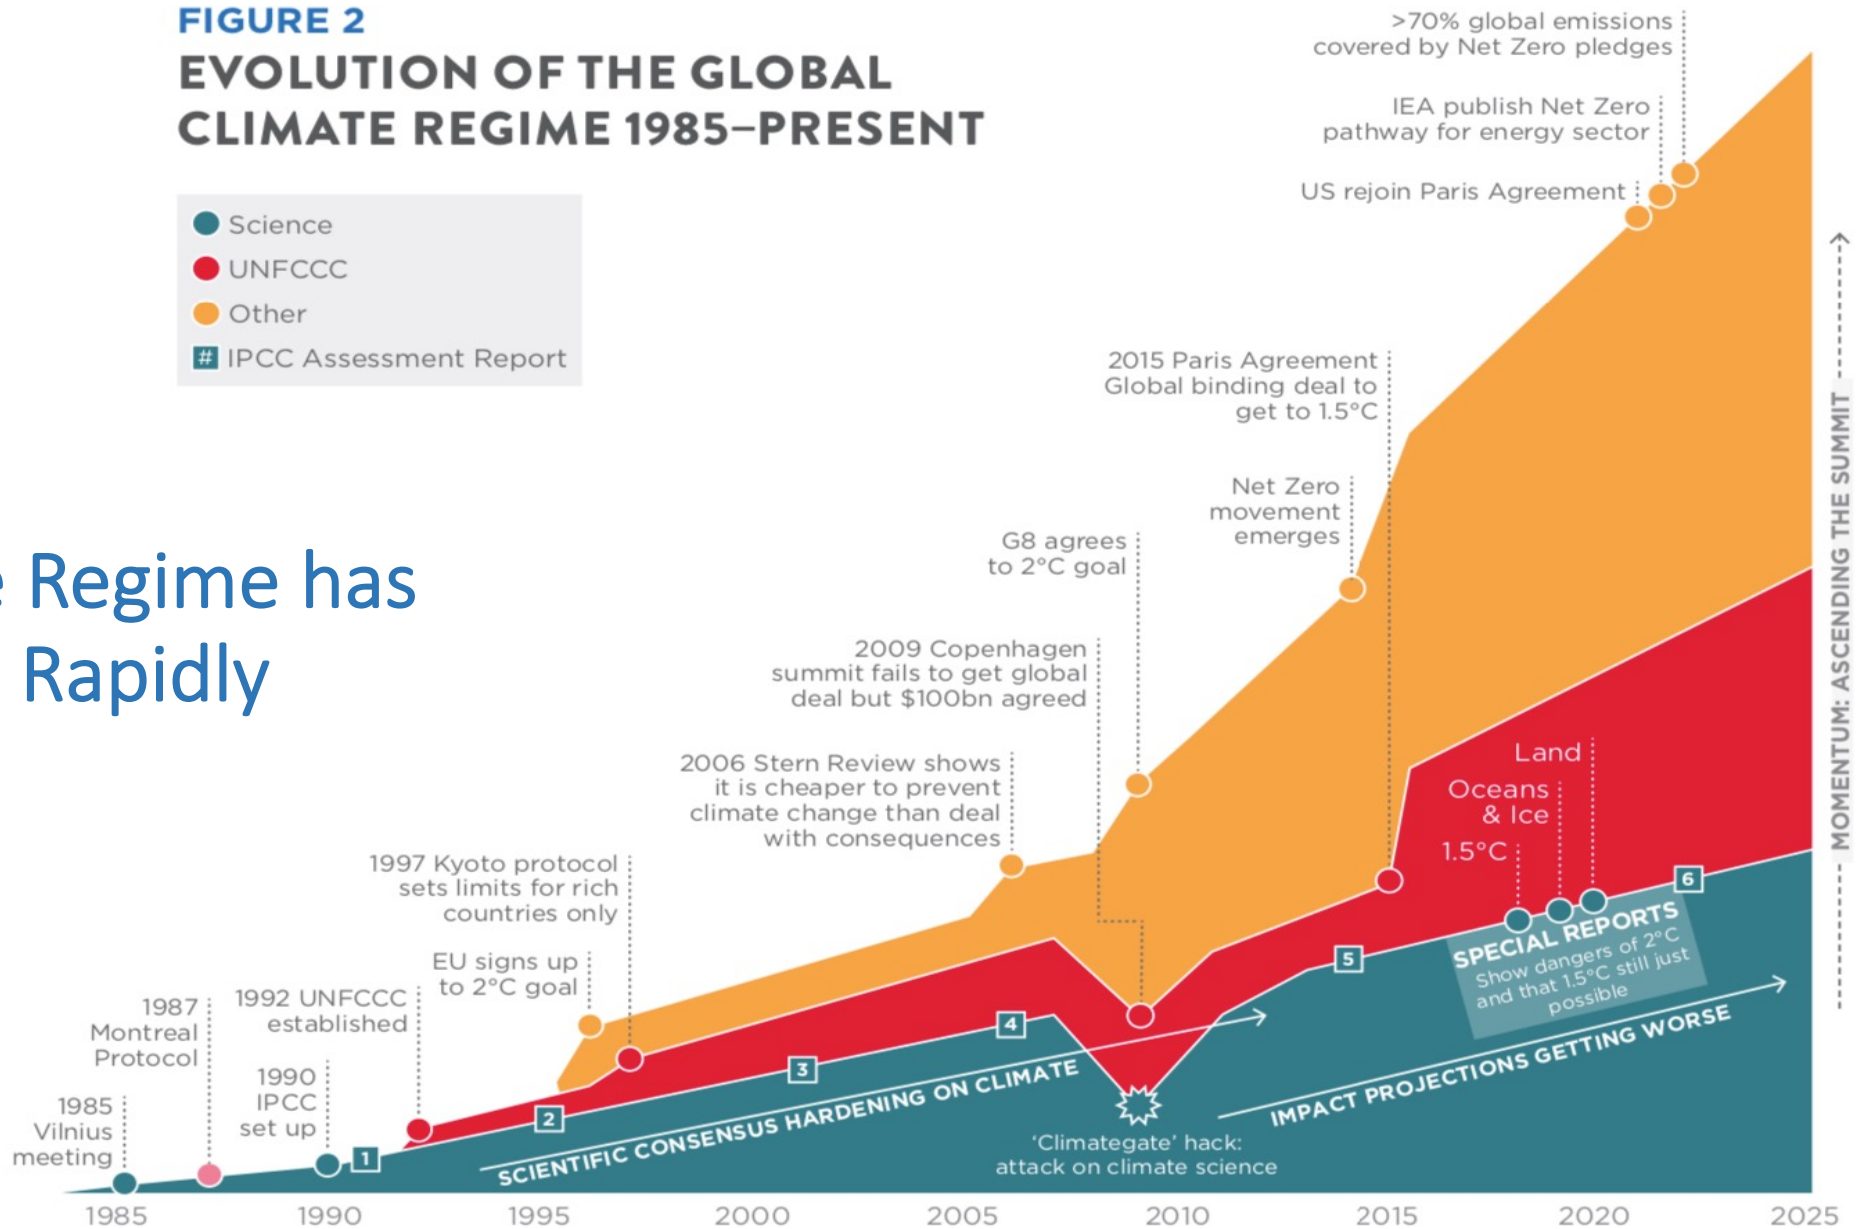 FIGURE 2
EVOLUTION OF THE GLOBAL
CLIMATE REGIME 1985–PRESENT
Science
UNFCCC
Other
# IPCC Assessment Report
Regime has
Rapidly
1985
Vilnius
meeting
1987
Montreal
Protocol
1990
IPCC
set up
1992 UNFCCC
established
EU signs up
to 2°C goal
1997 Kyoto protocol
sets limits for rich
countries only
2006 Stern Review shows
it is cheaper to prevent
climate change than deal
with consequences
2009 Copenhagen
summit fails to get global
deal but $100bn agreed
G8 agrees
to 2°C goal
Net Zero
movement
emerges
2015 Paris Agreement
Global binding deal to
get to 1.5°C
US rejoin Paris Agreement
IEA publish Net Zero
pathway for energy sector
>70% global emissions
covered by Net Zero pledges
1
2
3
4
5
6
SCIENTIFIC CONSENSUS HARDENING ON CLIMATE
'Climategate' hack:
attack on climate science
1.5°C
Oceans
& Ice
Land
SPECIAL REPORTS
Show dangers of 2°C
and that 1.5°C still just
possible
IMPACT PROJECTIONS GETTING WORSE
MOMENTUM: ASCENDING THE SUMMIT
1985
1990
1995
2000
2005
2010
2015
2020
2025